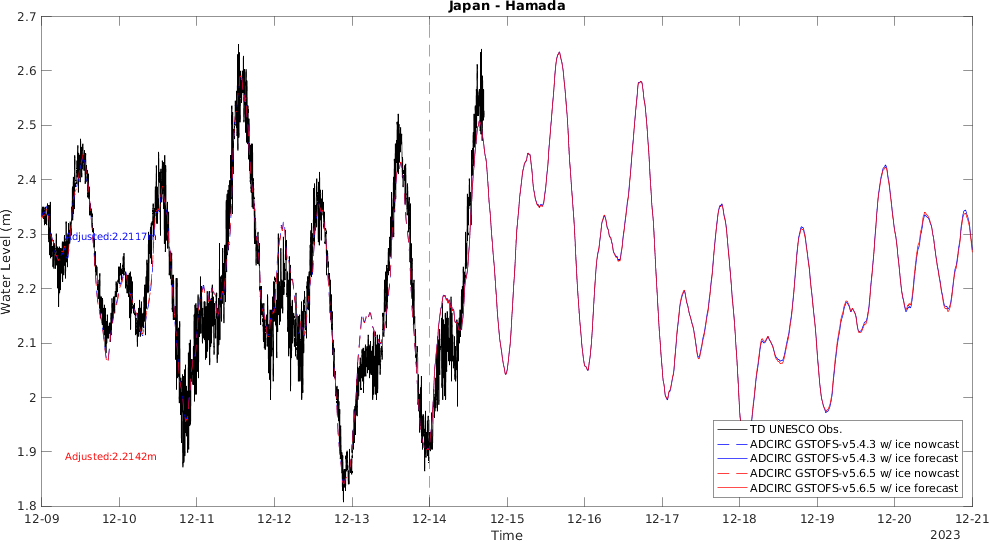 Japan - Hamada
2.7
2.6
2.5
2.4
2.3
2.2
2.1
2
1.9
1.8
Water Level (m)
Adjusted:2.2117m
Adjusted:2.2142m
TD UNESCO Obs.
ADCIRC GSTOFS-v5.4.3 w/ ice nowcast
ADCIRC GSTOFS-v5.4.3 w/ ice forecast
ADCIRC GSTOFS-v5.6.5 w/ ice nowcast
ADCIRC GSTOFS-v5.6.5 w/ ice forecast
12-09 12-10 12-11 12-12 12-13 12-14 12-15 12-16 12-17 12-18 12-19 12-20 12-21
Time
2023